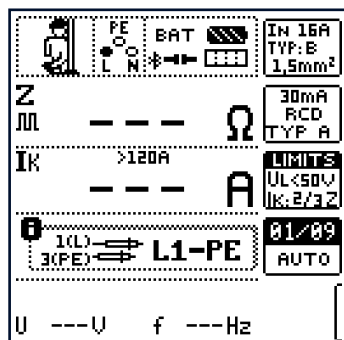 PE
L N
BAT
IN 16A
TYP:B
1,5mm²
Z
--- Ω
30mA
RCD
TYP A
IK
>120A
--- A
LIMITS
UL<50V
IK:2/3Z
1(L)
3(PE)
L1-PE
01/09
AUTO
U ---V f ---Hz